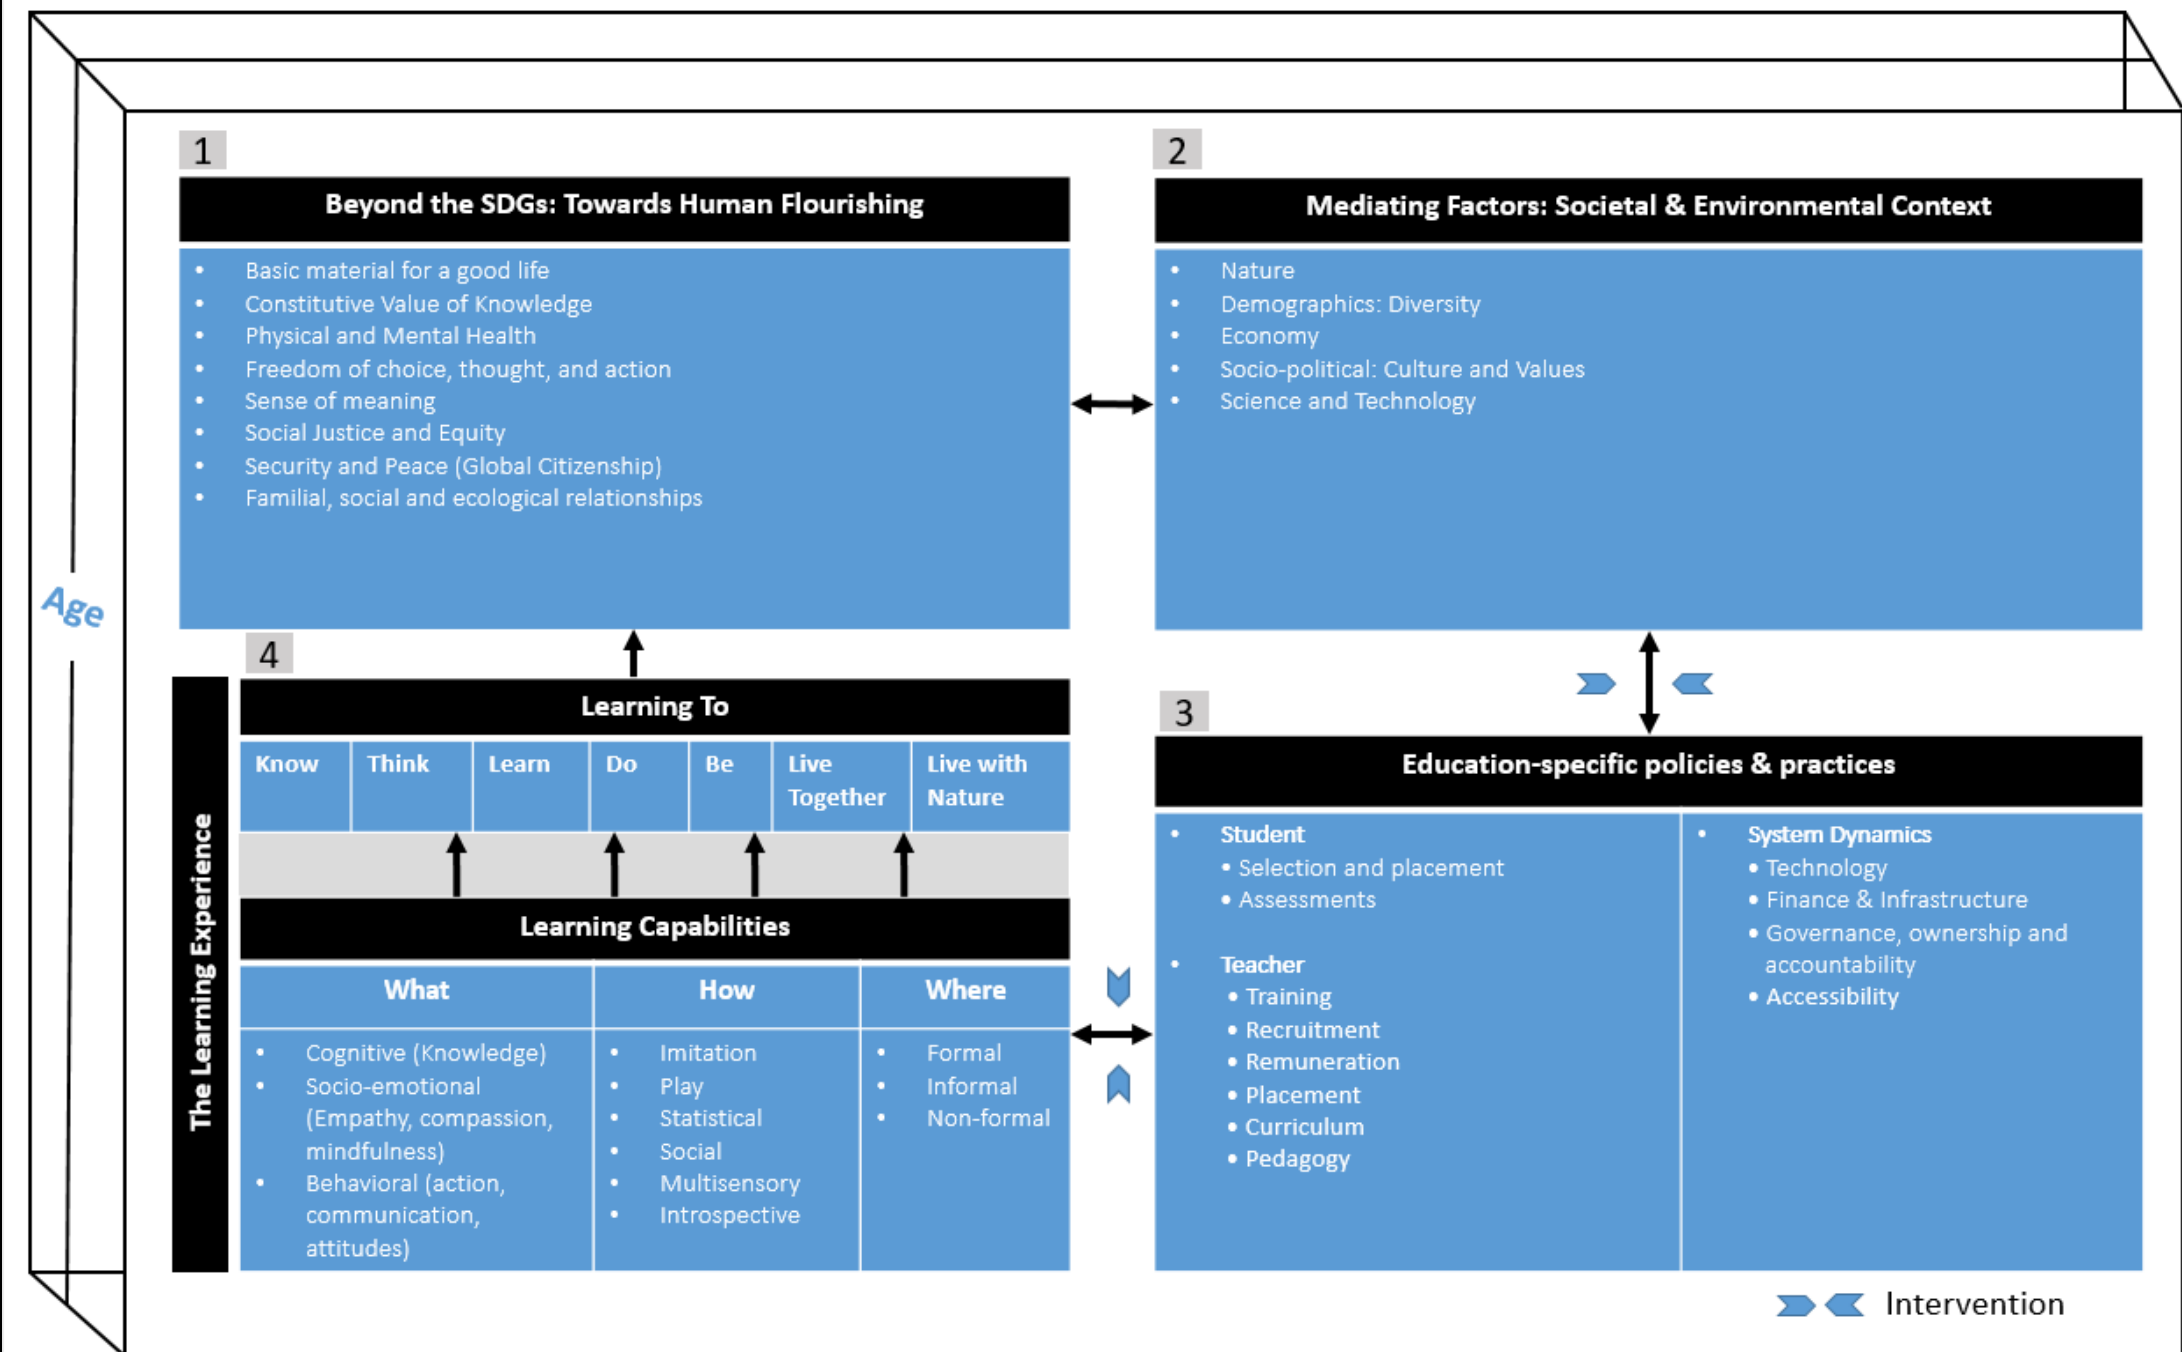 1
Beyond the SDGs: Towards Human Flourishing
• Basic material for a good life
• Constitutive Value of Knowledge
• Physical and Mental Health
• Freedom of choice, thought, and action
• Sense of meaning
• Social Justice and Equity
• Security and Peace (Global Citizenship)
• Familial, social and ecological relationships
2
Mediating Factors: Societal & Environmental Context
• Nature
• Demographics: Diversity
• Economy
• Socio-political: Culture and Values
• Science and Technology
Age
4
The Learning Experience
Learning To
Know
Think
Learn
Do
Be
Live
Together
Live with
Nature
Learning Capabilities
What
• Cognitive (Knowledge)
• Socio-emotional
(Empathy, compassion,
mindfulness)
• Behavioral (action,
communication,
attitudes)
How
• Imitation
• Play
• Statistical
• Social
• Multisensory
• Introspective
Where
• Formal
• Informal
• Non-formal
3
Education-specific policies & practices
• Student
• Selection and placement
• Assessments
• Teacher
• Training
• Recruitment
• Remuneration
• Placement
• Curriculum
• Pedagogy
• System Dynamics
• Technology
• Finance & Infrastructure
• Governance, ownership and
accountability
• Accessibility
Intervention